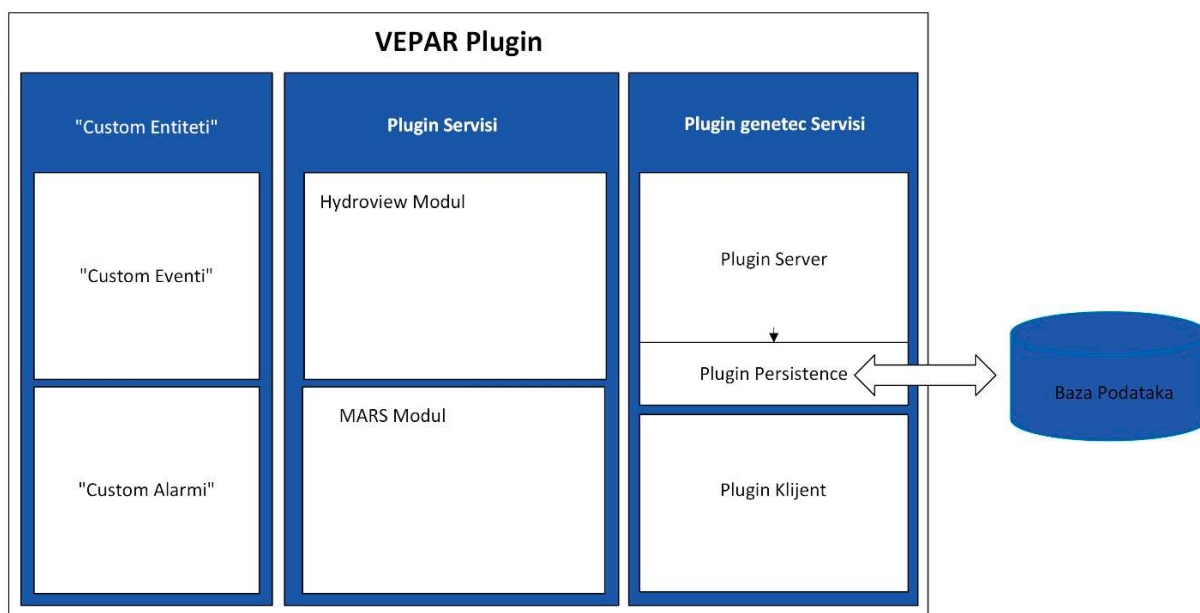 VEPAR Plugin
"Custom Entiteti"
"Custom Eventi"
"Custom Alarmi"
Plugin Servisi
Hydroview Modul
MARS Modul
Plugin genetec Servisi
Plugin Server
Plugin Persistence
Plugin Klijent
Baza Podataka